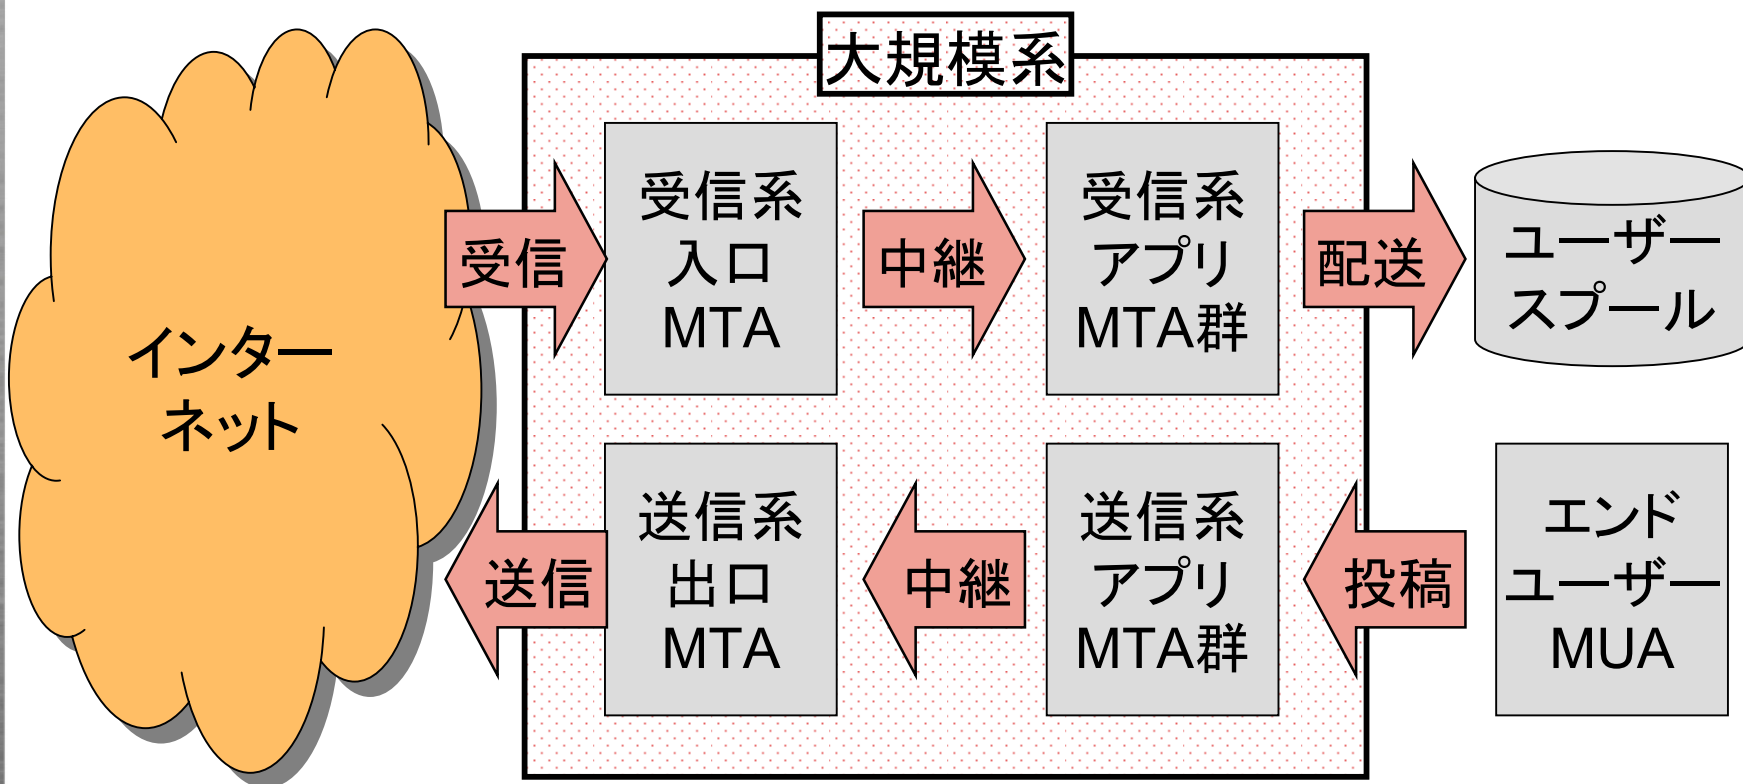 大規模系
インター
ネット
受信
受信系
入口
MTA
中継
受信系
アプリ
MTA群
配送
ユーザー
スプール
送信
送信系
出口
MTA
中継
送信系
アプリ
MTA群
投稿
エンド
ユーザー
MUA